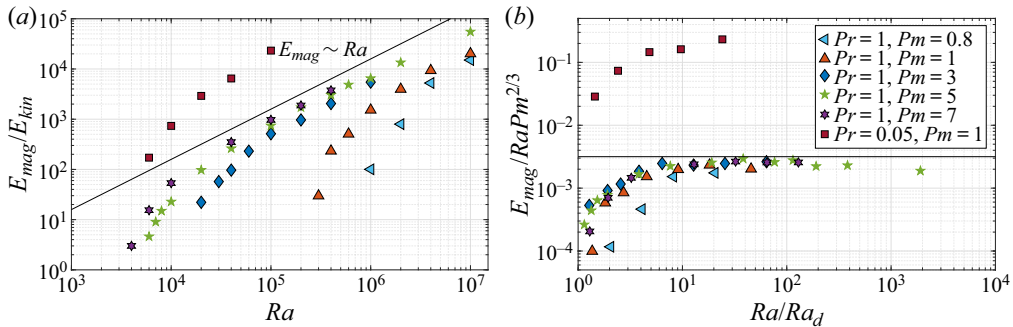 (a)
10^5
10^4
10^3
10^2
10^1
10^0
E_mag/E_kin
E_mag ~ Ra
10^3 10^4 10^5 10^6 10^7
Ra
(b)
10^-1
10^-2
10^-3
10^-4
E_mag/RaPm^2/3
Pr = 1, Pm = 0.8
Pr = 1, Pm = 1
Pr = 1, Pm = 3
Pr = 1, Pm = 5
Pr = 1, Pm = 7
Pr = 0.05, Pm = 1
10^0 10^1 10^2 10^3 10^4
Ra/Ra_d